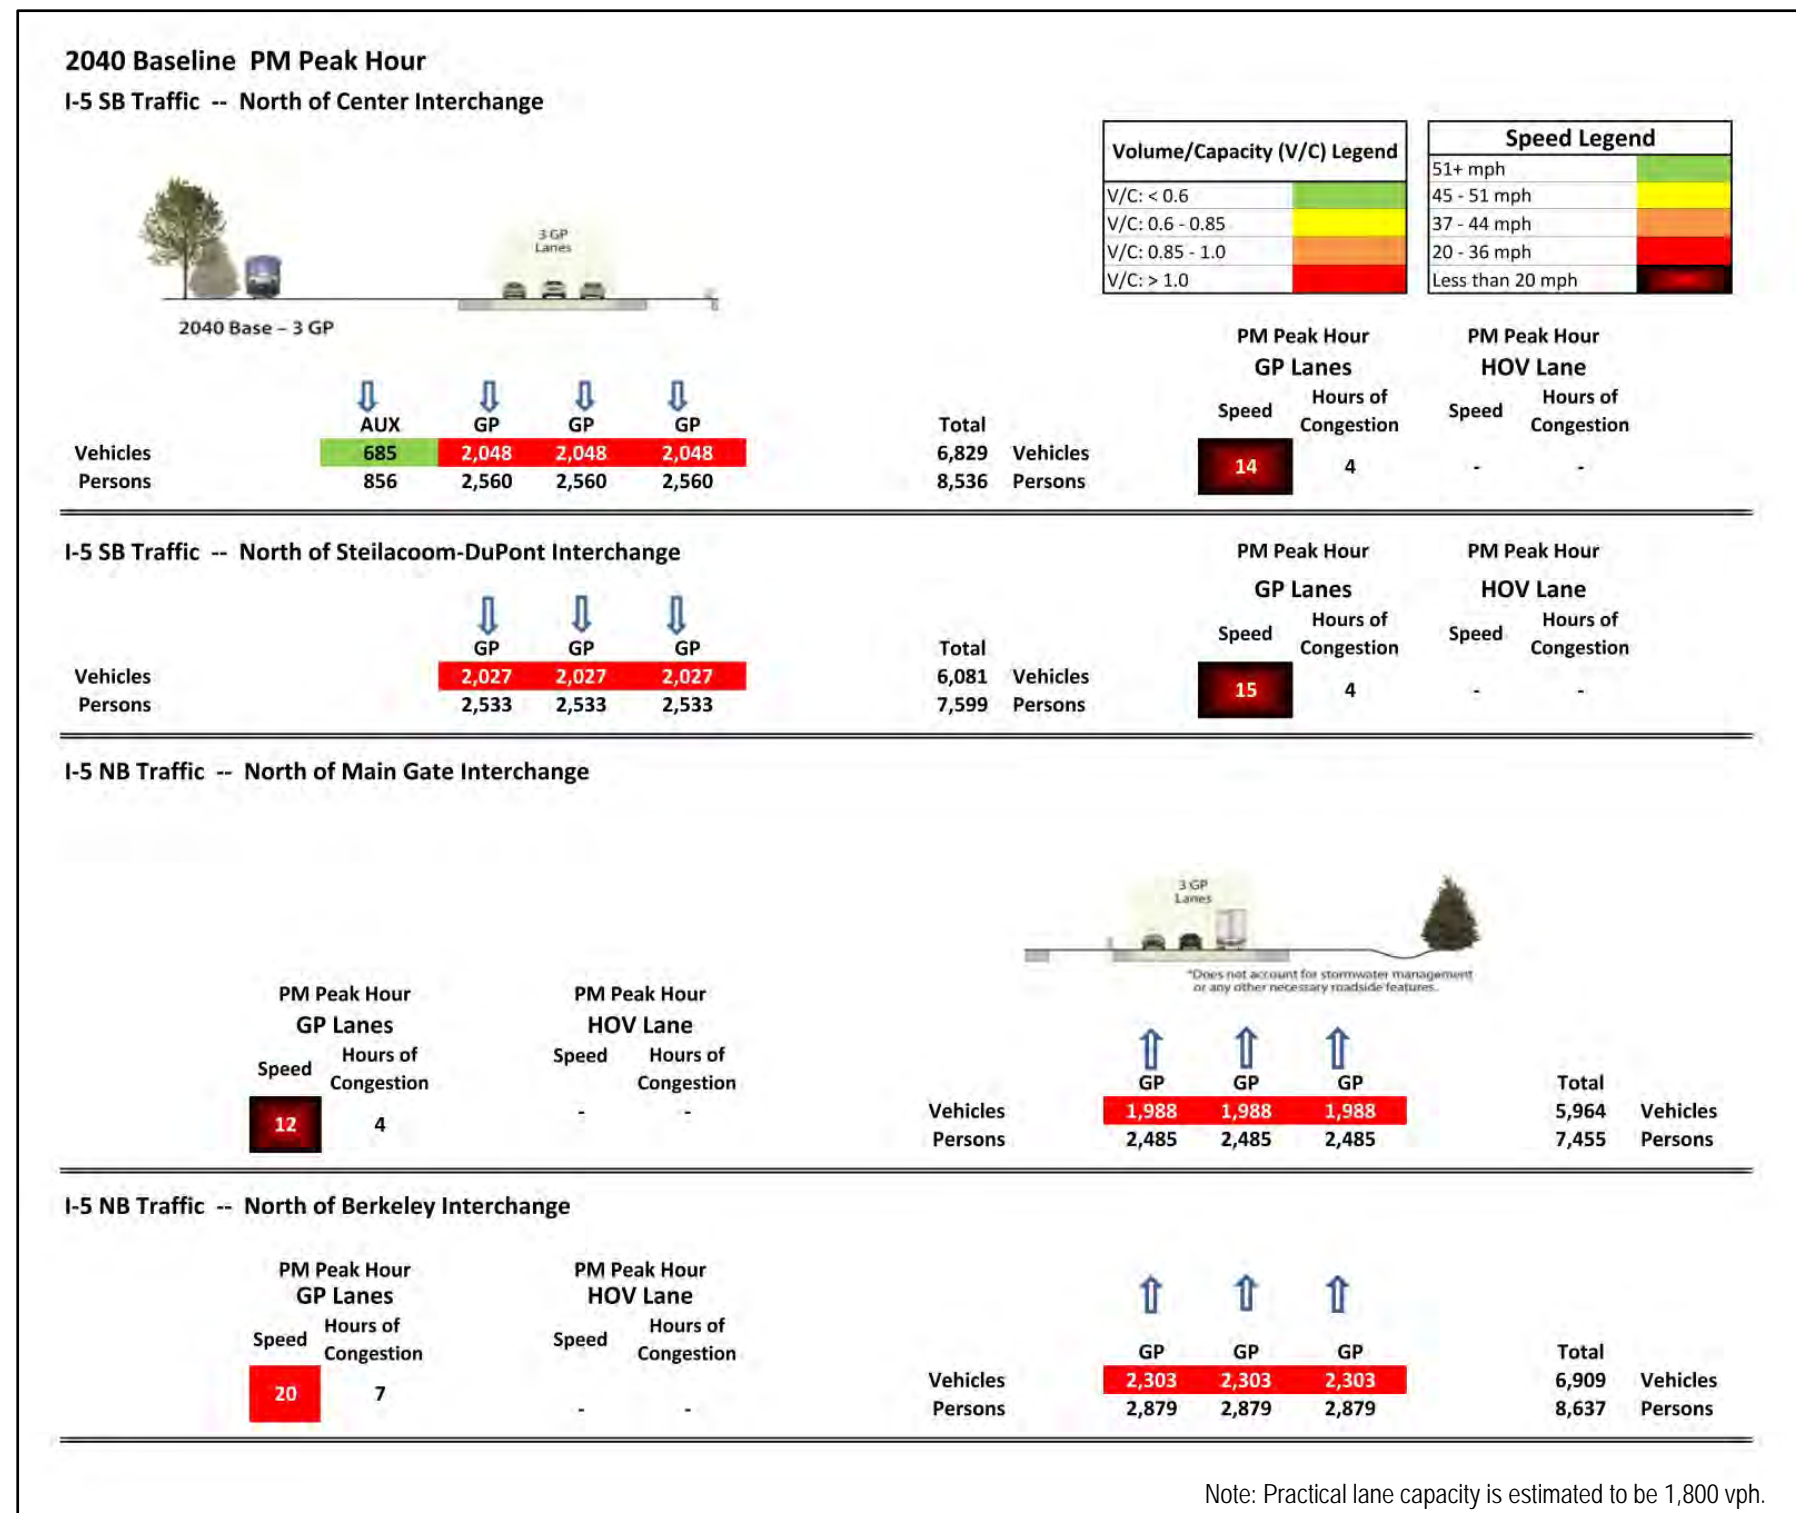 2040 Baseline PM Peak Hour
I-5 SB Traffic -- North of Center Interchange
Volume/Capacity (V/C) Legend
V/C: < 0.6
V/C: 0.6 - 0.85
V/C: 0.85 - 1.0
V/C: > 1.0
Speed Legend
51+ mph
45 - 51 mph
37 - 44 mph
20 - 36 mph
Less than 20 mph
3 GP
Lanes
2040 Base – 3 GP
PM Peak Hour PM Peak Hour
GP Lanes HOV Lane
Speed Hours of Congestion Speed Hours of Congestion
AUX GP GP GP Total
Vehicles 685 2,048 2,048 2,048 6,829 Vehicles
Persons 856 2,560 2,560 2,560 8,536 Persons
14 4 - -
I-5 SB Traffic -- North of Steilacoom-DuPont Interchange
PM Peak Hour PM Peak Hour
GP Lanes HOV Lane
Speed Hours of Congestion Speed Hours of Congestion
GP GP GP Total
Vehicles 2,027 2,027 2,027 6,081 Vehicles
Persons 2,533 2,533 2,533 7,599 Persons
15 4 - -
I-5 NB Traffic -- North of Main Gate Interchange
3 GP
Lanes
*Does not account for stormwater management
or any other necessary roadside features.
PM Peak Hour PM Peak Hour
GP Lanes HOV Lane
Speed Hours of Congestion Speed Hours of Congestion
12 4 - -
GP GP GP Total
Vehicles 1,988 1,988 1,988 5,964 Vehicles
Persons 2,485 2,485 2,485 7,455 Persons
I-5 NB Traffic -- North of Berkeley Interchange
PM Peak Hour PM Peak Hour
GP Lanes HOV Lane
Speed Hours of Congestion Speed Hours of Congestion
20 7 - -
GP GP GP Total
Vehicles 2,303 2,303 2,303 6,909 Vehicles
Persons 2,879 2,879 2,879 8,637 Persons
Note: Practical lane capacity is estimated to be 1,800 vph.